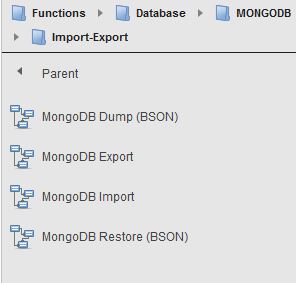 Functions Database MONGODB
Import-Export
Parent
MongoDB Dump (BSON)
MongoDB Export
MongoDB Import
MongoDB Restore (BSON)